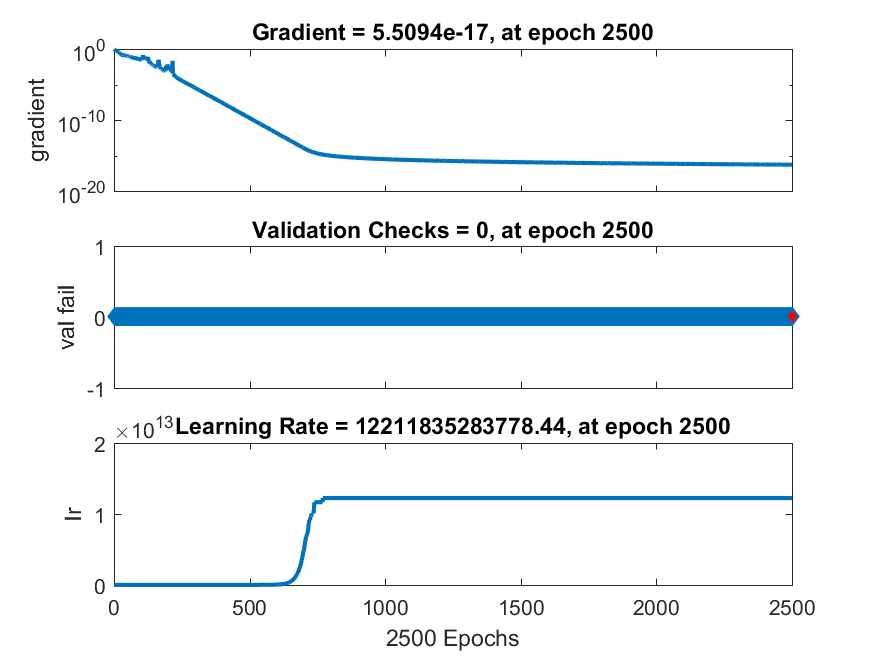 Gradient = 5.5094e-17, at epoch 2500
10^0
10^-10
10^-20
gradient
Validation Checks = 0, at epoch 2500
1
0
-1
val fail
×10^13 Learning Rate = 12211835283778.44, at epoch 2500
2
1
0
lr
0 500 1000 1500 2000 2500
2500 Epochs